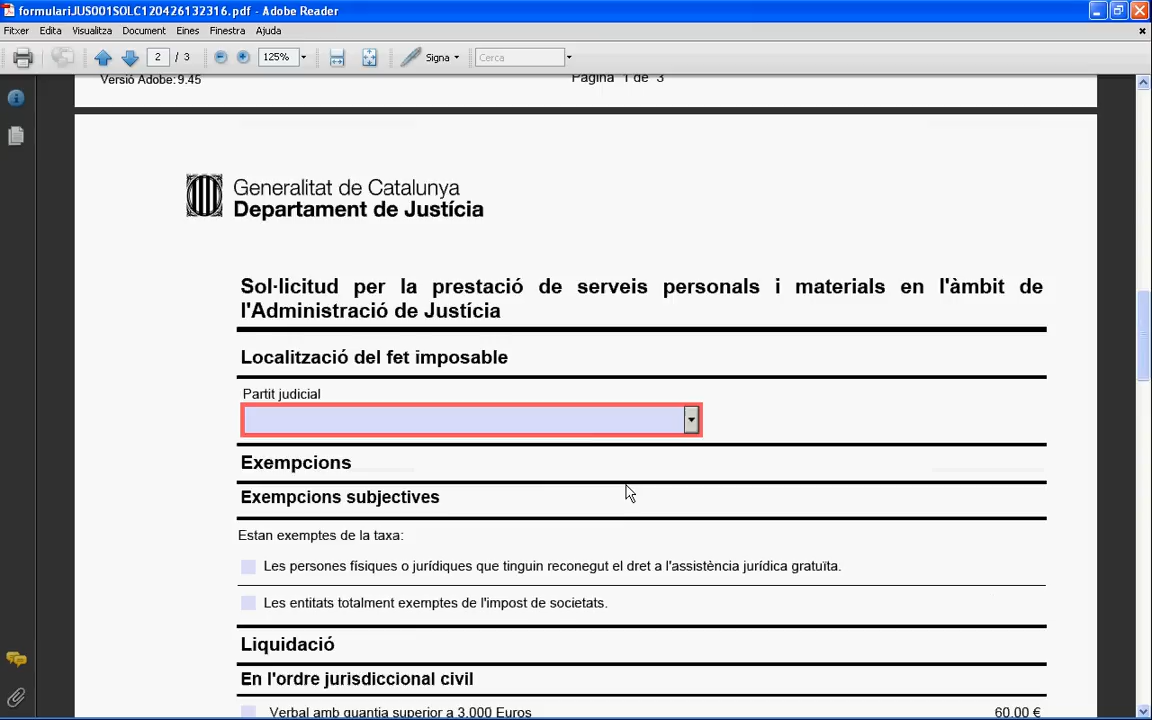 formulariJUS001SOLC120426132316.pdf - Adobe Reader
Fitxer Edita Visualitza Document Eines Finestra Ajuda
2 / 3 125% Signa Cerca
Versió Adobe:9.45 Pàgina 1 de 3
Generalitat de Catalunya
Departament de Justícia
Sol·licitud per la prestació de serveis personals i materials en l'àmbit de
l'Administració de Justícia
Localització del fet imposable
Partit judicial
Exempcions
Exempcions subjectives
Estan exemptes de la taxa:
Les persones físiques o jurídiques que tinguin reconegut el dret a l'assistència jurídica gratuïta.
Les entitats totalment exemptes de l'impost de societats.
Liquidació
En l'ordre jurisdiccional civil
Verbal amb quantia superior a 3.000 Euros 60,00 €